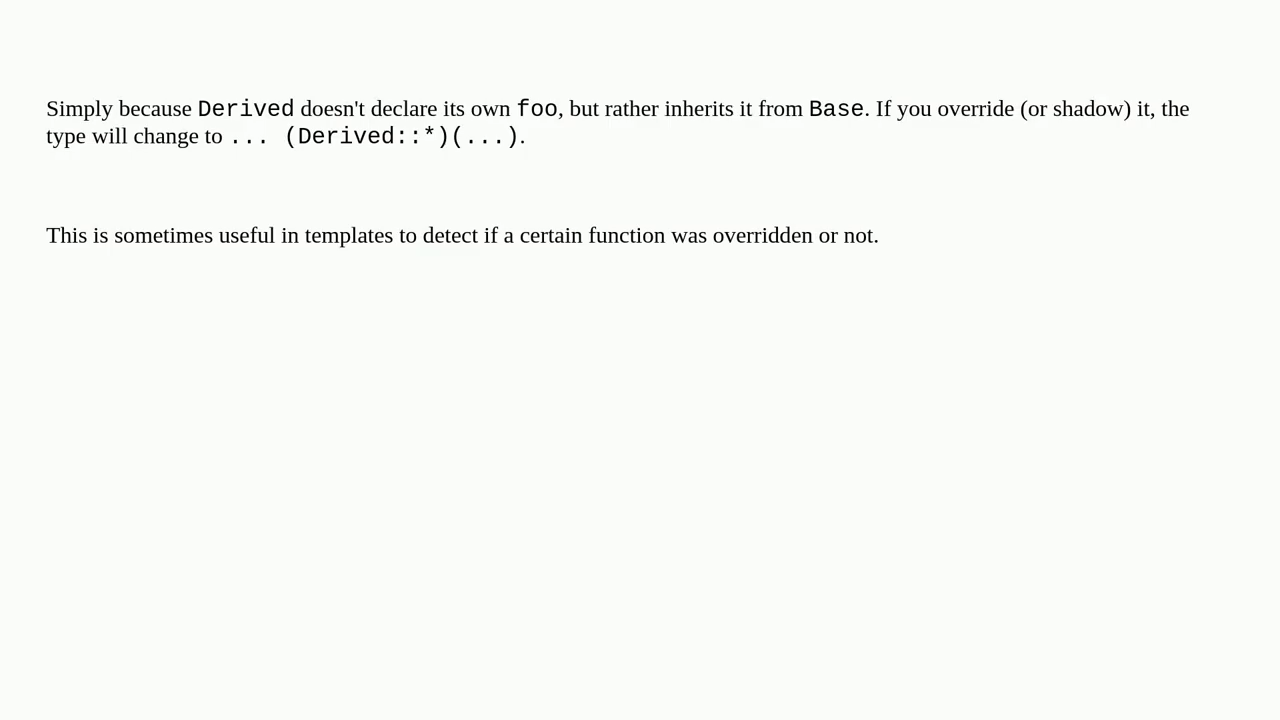 Simply because Derived doesn't declare its own foo, but rather inherits it from Base. If you override (or shadow) it, the
type will change to ... (Derived::*)(...).
This is sometimes useful in templates to detect if a certain function was overridden or not.